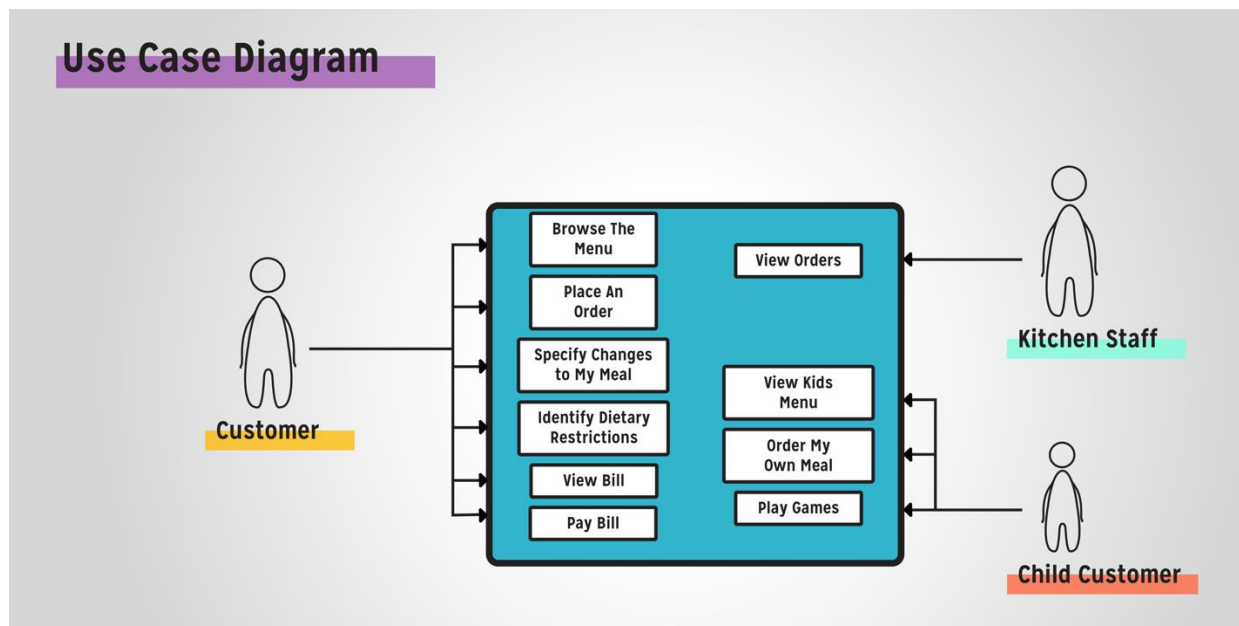 Use Case Diagram
Browse The
Menu
Place An
Order
Specify Changes
to My Meal
Identify Dietary
Restrictions
View Bill
Pay Bill
View Orders
View Kids
Menu
Order My
Own Meal
Play Games
Customer
Kitchen Staff
Child Customer